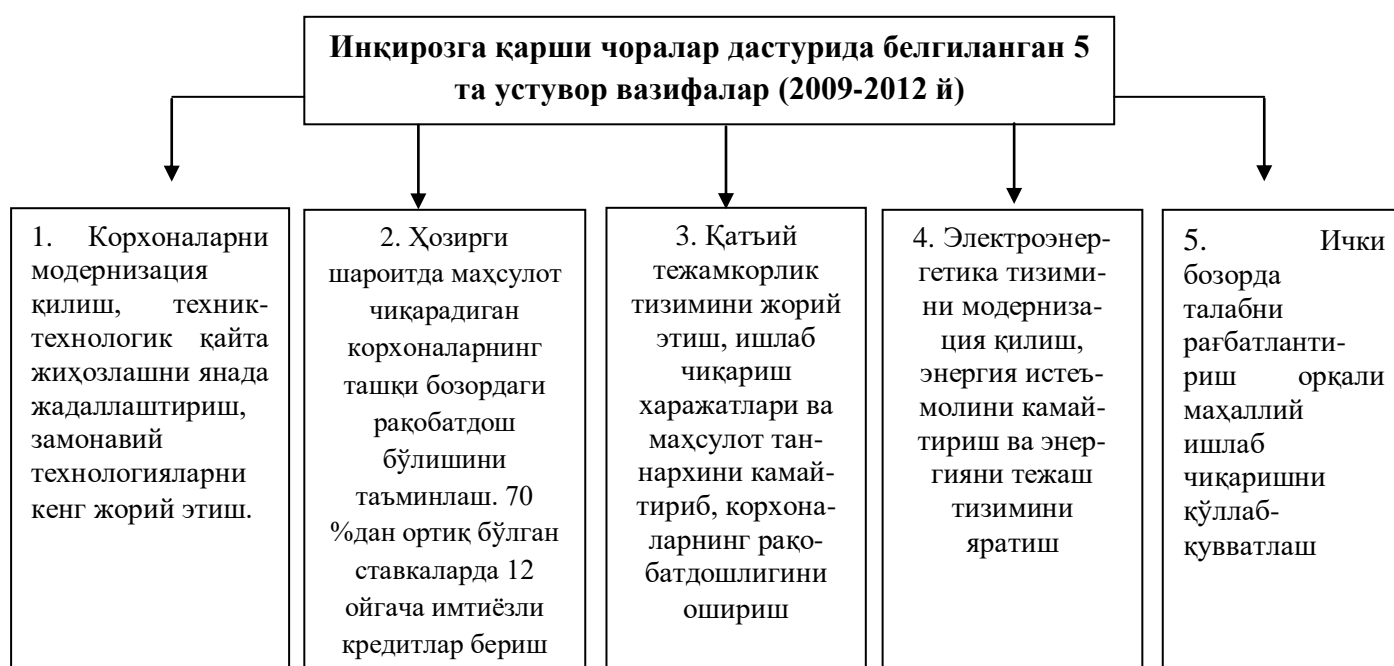 Инқирозга қарши чоралар дастурида белгиланган 5
та устувор вазифалар (2009-2012 й)
1. Корхоналарни
модернизация
қилиш, техник-
технологик қайта
жиҳозлашни янада
жадаллаштириш,
замонавий
технологияларни
кенг жорий этиш.
2. Ҳозирги
шароитда маҳсулот
чиқарадиган
корхоналарнинг
ташқи бозордаги
рақобатдош
бўлишини
таъминлаш. 70
%дан ортиқ бўлган
ставкаларда 12
ойгача имтиёзли
кредитлар бериш
3. Қатъий
тежамкорлик
тизимини жорий
этиш, ишлаб
чиқариш
харажатлари ва
маҳсулот тан-
нархини камай-
тириб, корхона-
ларнинг рақо-
батдошлигини
ошириш
4. Электроэнер-
гетика тизими-
ни модерниза-
ция қилиш,
энергия истеъ-
молини камай-
тириш ва энер-
гияни тежаш
тизимини
яратиш
5. Ички
бозорда
талабни
рағбатланти-
риш орқали
маҳаллий
ишлаб
чиқаришни
қўллаб-
қувватлаш